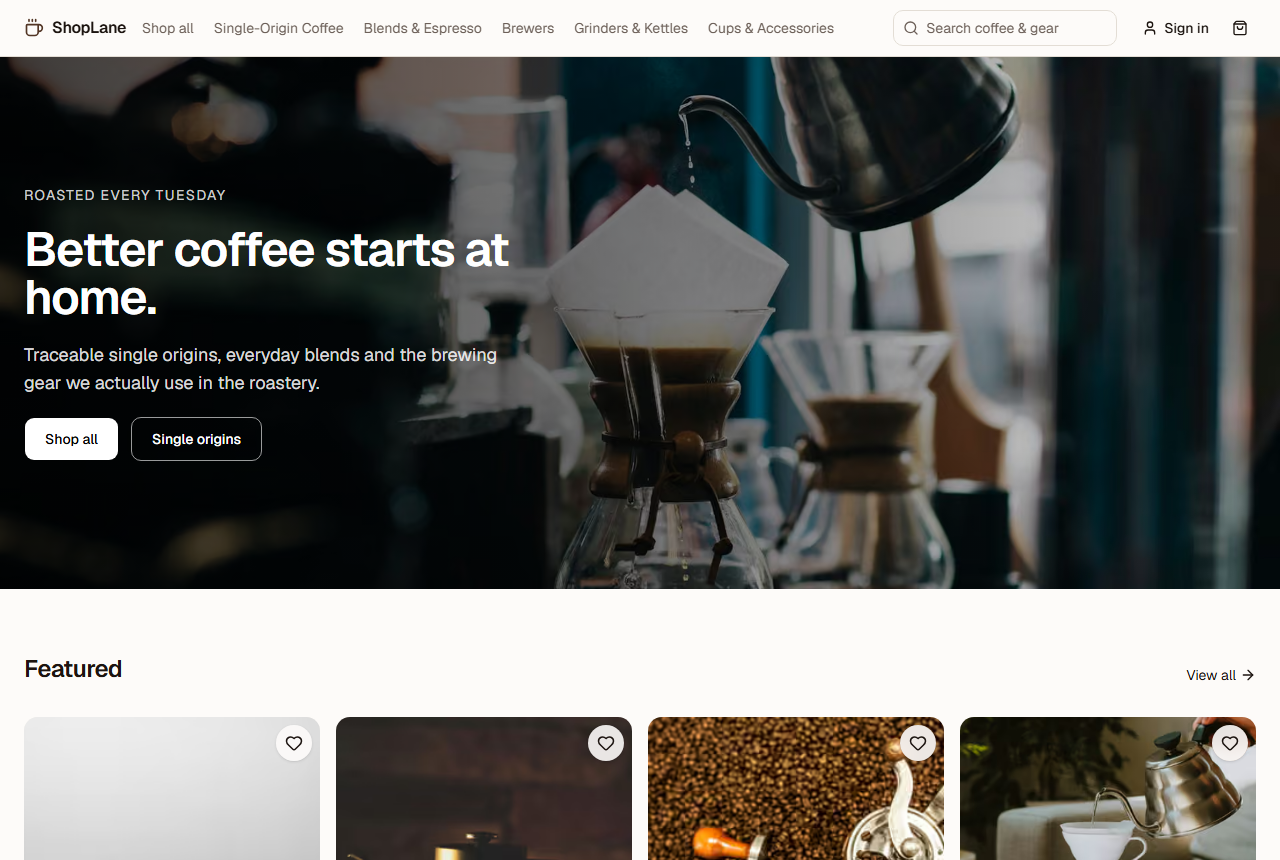 ShopLane Shop all Single-Origin Coffee Blends & Espresso Brewers Grinders & Kettles Cups & Accessories Search coffee & gear Sign in
ROASTED EVERY TUESDAY
Better coffee starts at
home.
Traceable single origins, everyday blends and the brewing
gear we actually use in the roastery.
Shop all Single origins
Featured
View all